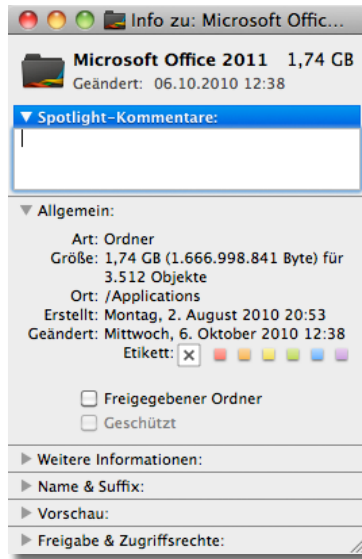 Info zu: Microsoft Offic...
Microsoft Office 2011 1,74 GB
Geändert: 06.10.2010 12:38
Spotlight-Kommentare:
Allgemein:
Art: Ordner
Größe: 1,74 GB (1.666.998.841 Byte) für
3.512 Objekte
Ort: /Applications
Erstellt: Montag, 2. August 2010 20:53
Geändert: Mittwoch, 6. Oktober 2010 12:38
Etikett:
Freigegebener Ordner
Geschützt
Weitere Informationen:
Name & Suffix:
Vorschau:
Freigabe & Zugriffsrechte: